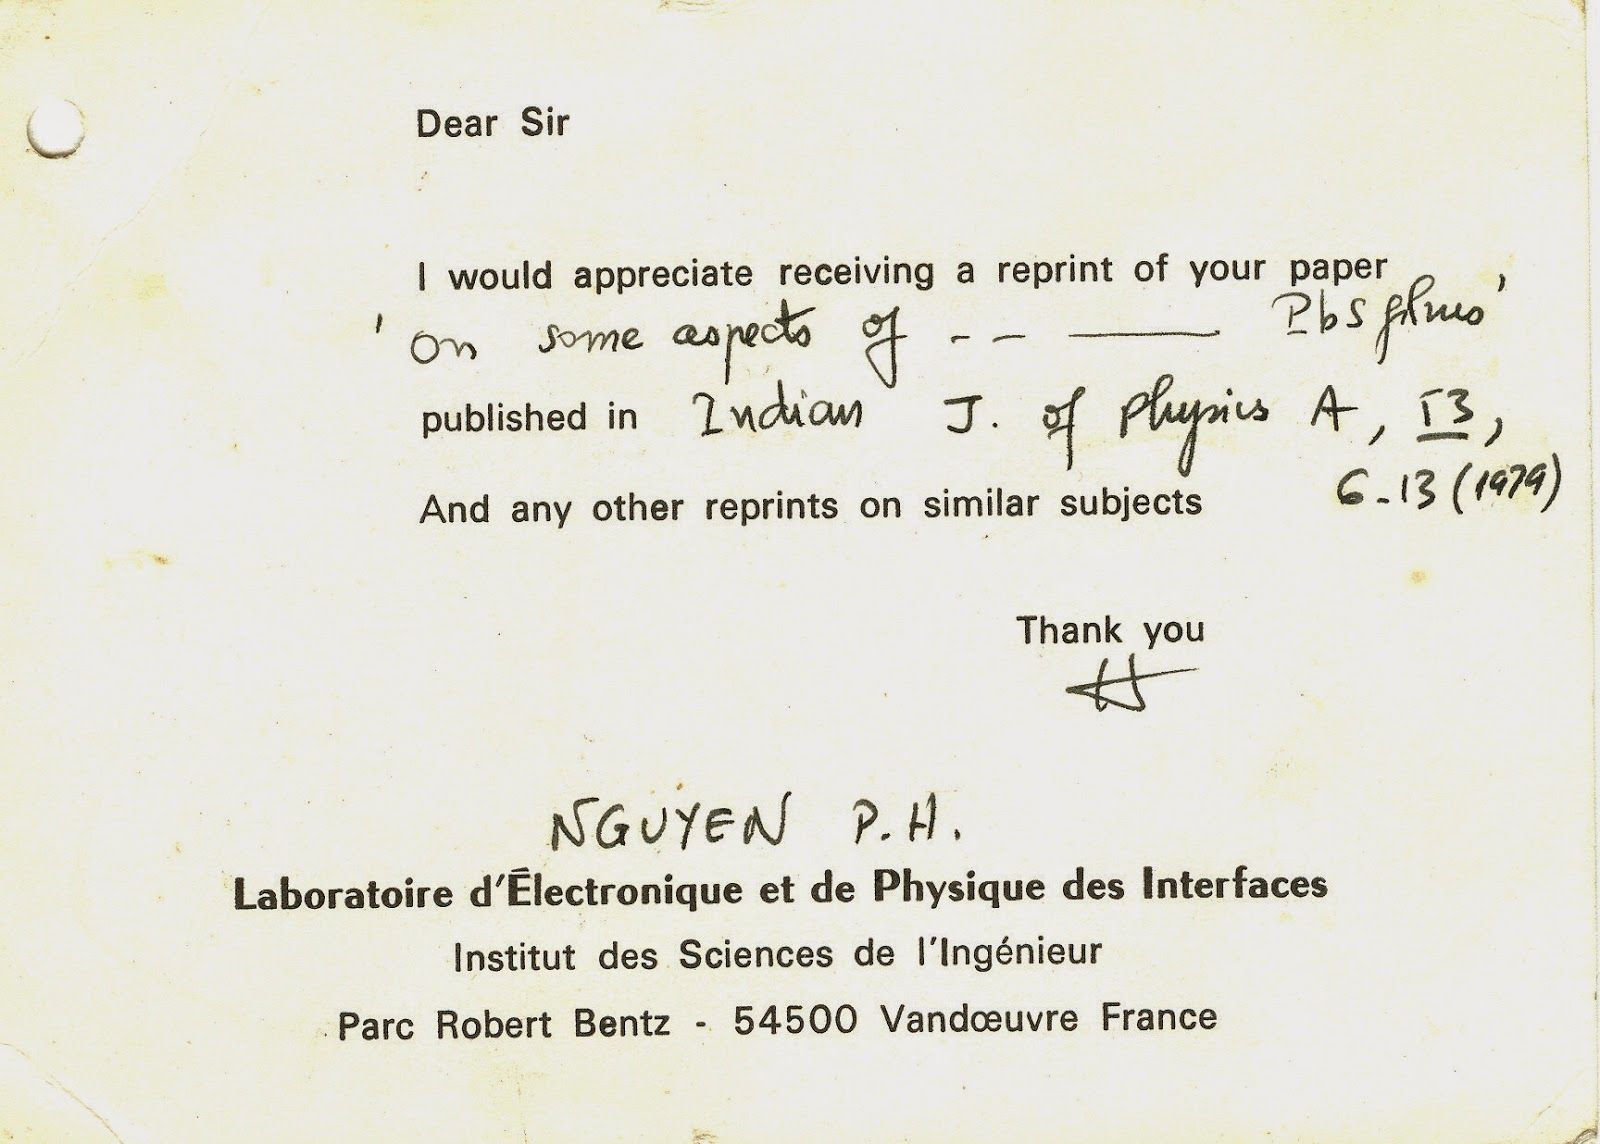 Dear Sir
I would appreciate receiving a reprint of your paper
' On some aspects of -- —— PbS films'
published in Indian J. of Physics A, 53,
6-13 (1979)
And any other reprints on similar subjects
Thank you
NGUYEN P.H.
Laboratoire d'Électronique et de Physique des Interfaces
Institut des Sciences de l'Ingénieur
Parc Robert Bentz - 54500 Vandœuvre France